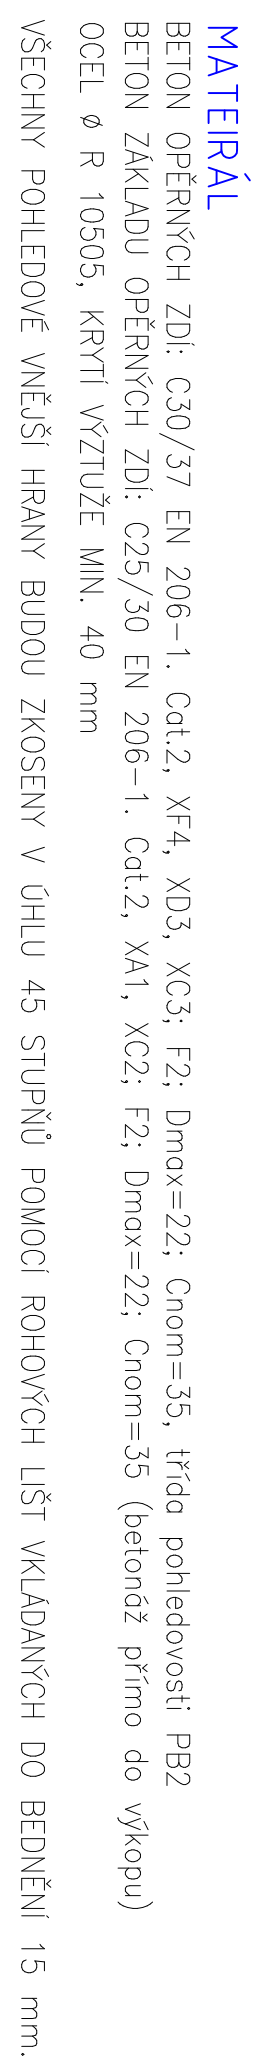 MATEIRÁL
BETON OPĚRNÝCH ZDÍ: C30/37 EN 206-1. Cat.2, XF4, XD3, XC3; F2; Dmax=22; Cnom=35, třída pohledovosti PB2
BETON ZÁKLADU OPĚRNÝCH ZDÍ: C25/30 EN 206-1. Cat.2, XA1, XC2; F2; Dmax=22; Cnom=35 (betonáž přímo do výkopu)
OCEL ø R 10505, KRYTÍ VÝZTUŽE MIN. 40 mm
VŠECHNY POHLEDOVÉ VNĚJŠÍ HRANY BUDOU ZKOSENY V ÚHLU 45 STUPŇŮ POMOCÍ ROHOVÝCH LIŠT VKLÁDANÝCH DO BEDNĚNÍ 15 mm.